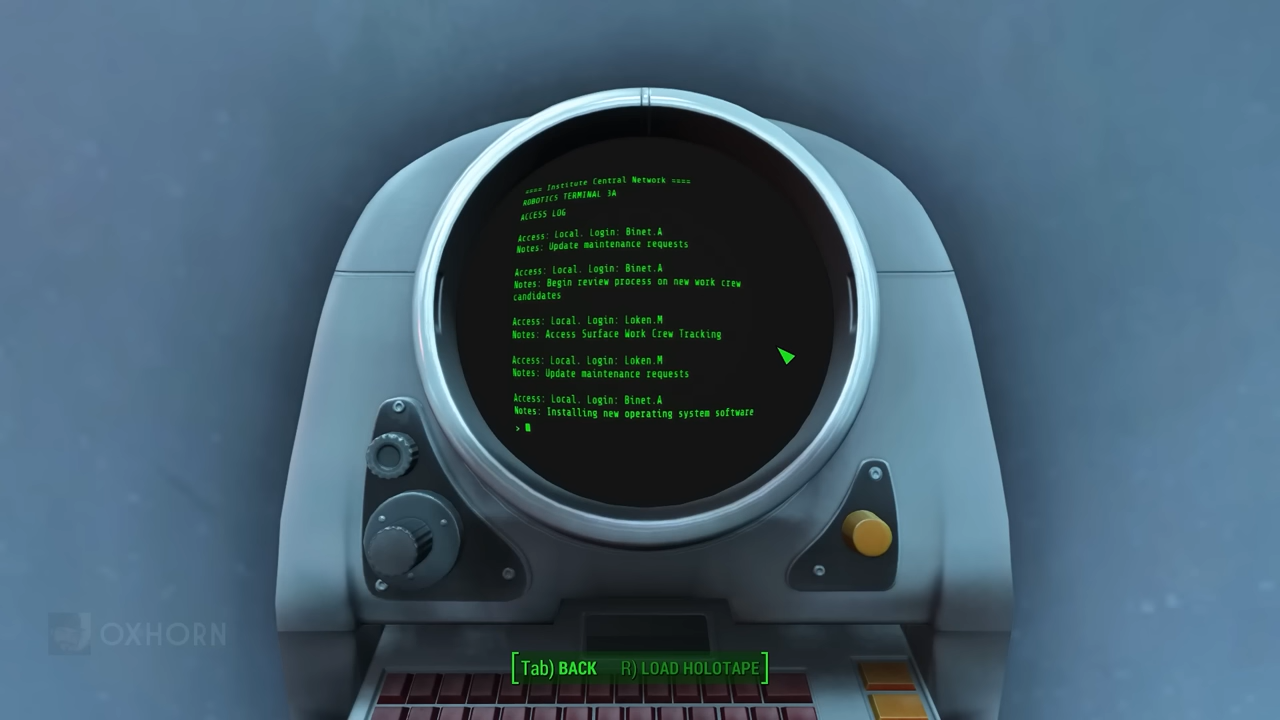 ==== Institute Central Network ====
ROBOTICS TERMINAL 3A
ACCESS LOG
Access: Local. Login: Binet.A
Notes: Update maintenance requests
Access: Local. Login: Binet.A
Notes: Begin review process on new work crew
candidates
Access: Local. Login: Loken.M
Notes: Access Surface Work Crew Tracking
Access: Local. Login: Loken.M
Notes: Update maintenance requests
Access: Local. Login: Binet.A
Notes: Installing new operating system software
>
OXHORN
[Tab) BACK R) LOAD HOLOTAPE]